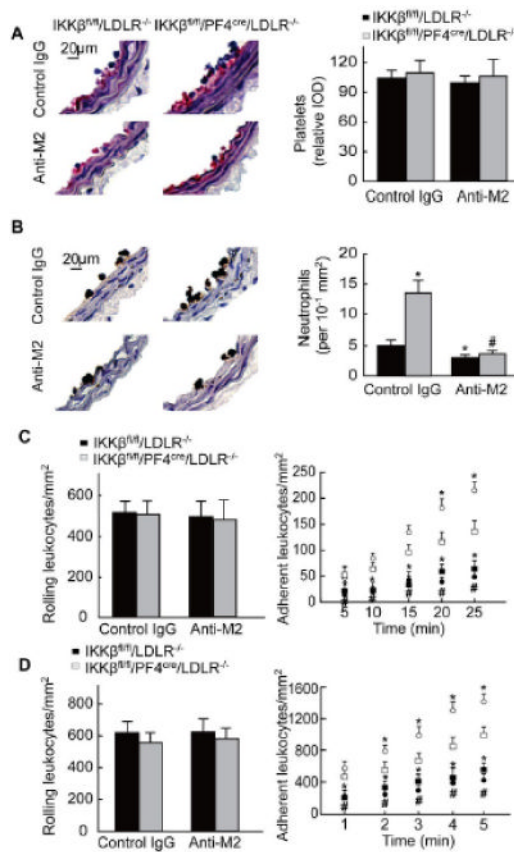 IKKβfl/fl/LDLR-/- IKKβfl/fl/PF4cre/LDLR-/-
A
20µm
Control IgG
Anti-M2
IKKβfl/fl/LDLR-/-
IKKβfl/fl/PF4cre/LDLR-/-
Platelets
(relative IOD)
120
90
60
30
0
Control IgG Anti-M2
B
20µm
Control IgG
Anti-M2
Neutrophils
(per 10-1 mm2)
20
15
10
5
0
* * #
Control IgG Anti-M2
C
IKKβfl/fl/LDLR-/-
IKKβfl/fl/PF4cre/LDLR-/-
Rolling leukocytes/mm2
600
400
200
0
Control IgG Anti-M2
Adherent leukocytes/mm2
250
200
150
100
50
0
5 10 15 20 25
Time (min)
D
IKKβfl/fl/LDLR-/-
IKKβfl/fl/PF4cre/LDLR-/-
Rolling leukocytes/mm2
800
600
400
200
0
Control IgG Anti-M2
Adherent leukocytes/mm2
1600
1200
800
400
0
1 2 3 4 5
Time (min)